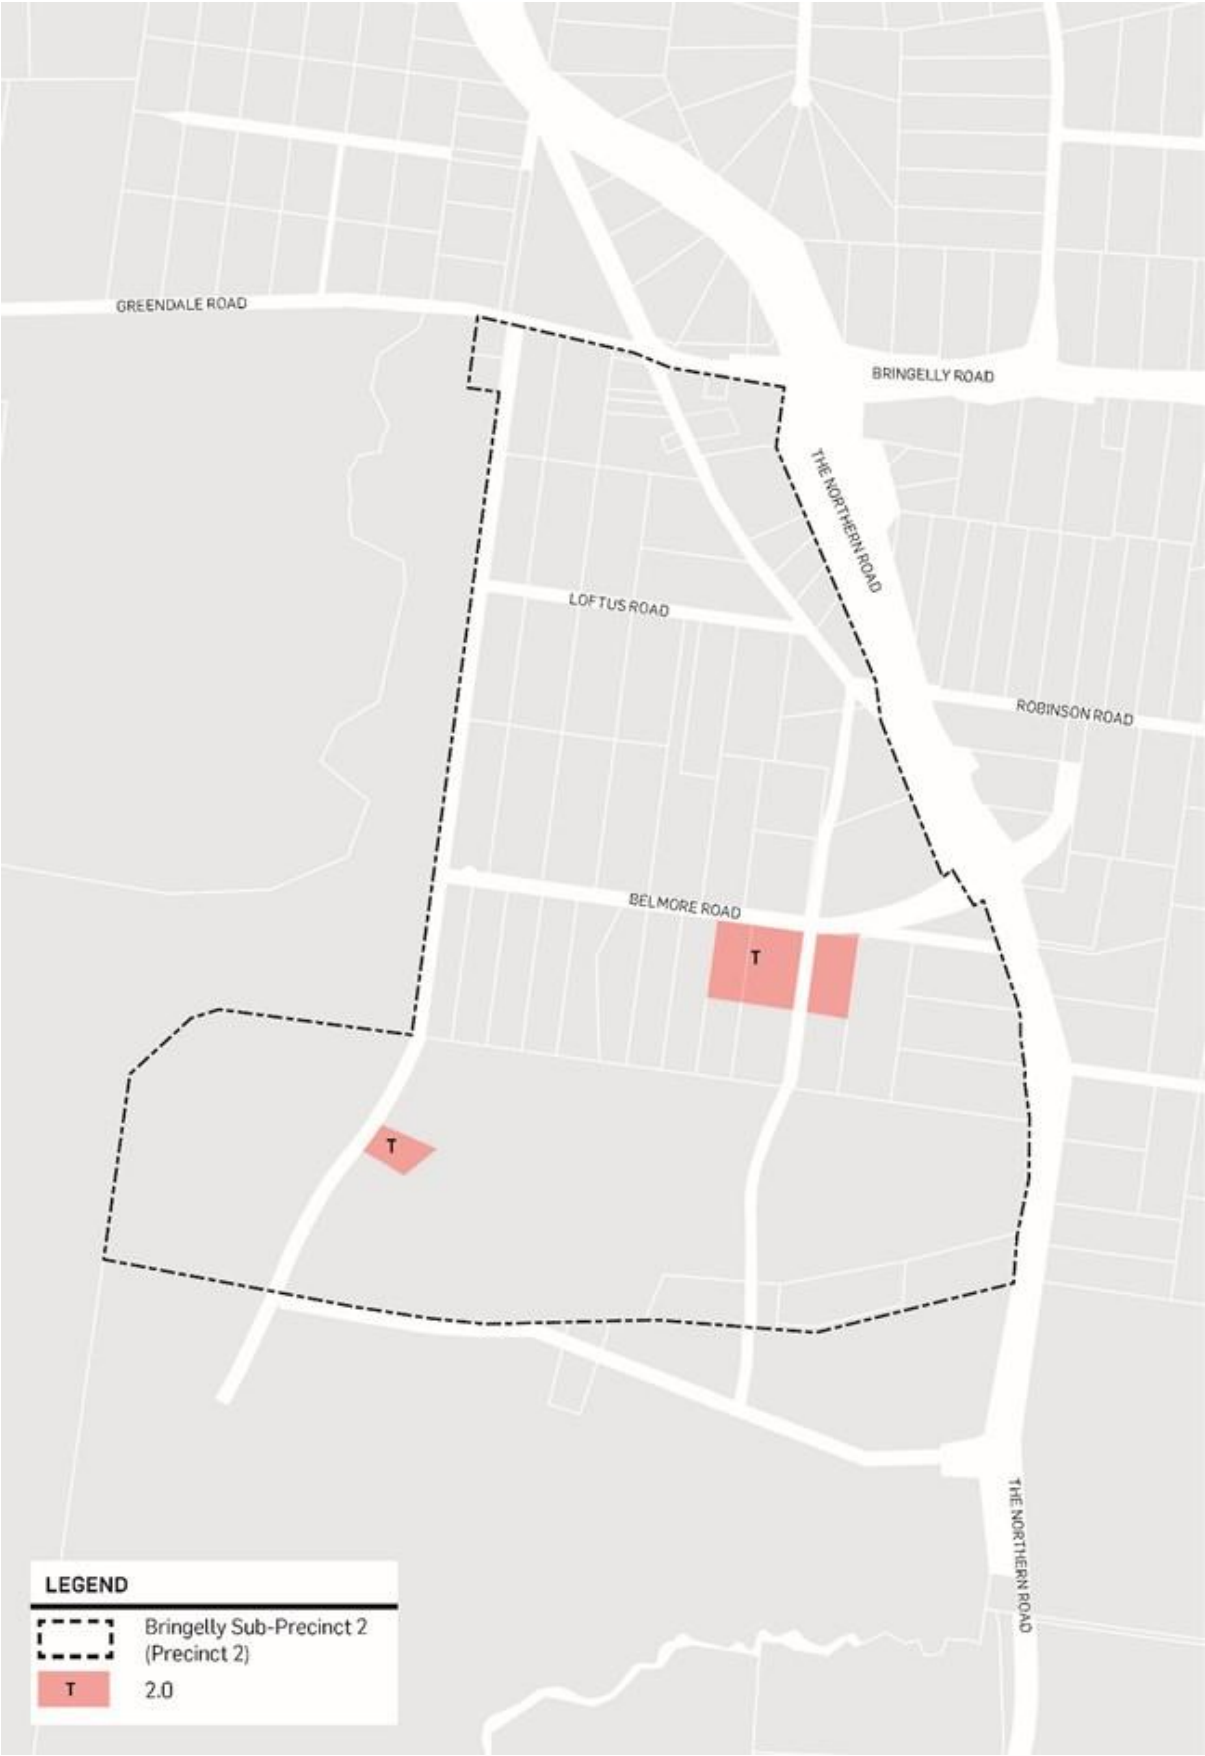 GREENDALE ROAD
BRINGELLY ROAD
THE NORTHERN ROAD
LOFTUS ROAD
ROBINSON ROAD
BELMORE ROAD
T
T
THE NORTHERN ROAD
LEGEND
Bringelly Sub-Precinct 2
(Precinct 2)
T 2.0